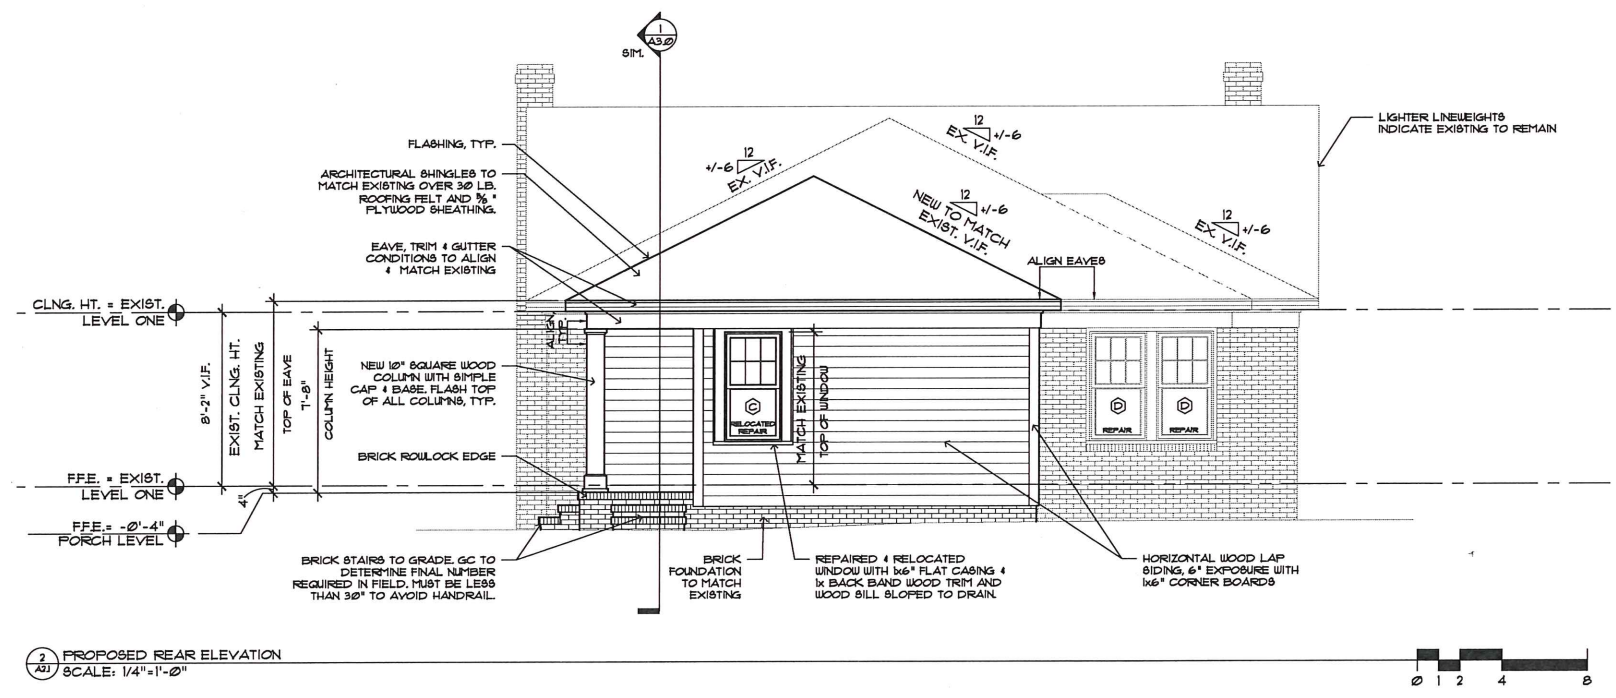 1
A3.0
SIM.
FLASHING, TYP.
ARCHITECTURAL SHINGLES TO
MATCH EXISTING OVER 30 LB.
ROOFING FELT AND 5/8 "
PLYWOOD SHEATHING.
EAVE, TRIM & GUTTER
CONDITIONS TO ALIGN
& MATCH EXISTING
12
+/-6
EX. V.I.F.
12
+/-6
EX. V.I.F.
12
+/-6
NEW TO MATCH
EXIST. V.I.F.
12
+/-6
EX. V.I.F.
LIGHTER LINEWEIGHTS
INDICATE EXISTING TO REMAIN
ALIGN EAVES
CLNG. HT. = EXIST.
LEVEL ONE
8'-2" V.I.F.
EXIST. CLNG. HT.
MATCH EXISTING
TOP OF EAVE
7'-8"
COLUMN HEIGHT
ALIGN
TYP.
NEW 10" SQUARE WOOD
COLUMN WITH SIMPLE
CAP & BASE. FLASH TOP
OF ALL COLUMNS, TYP.
BRICK ROWLOCK EDGE
C
RELOCATED
REPAIR
MATCH EXISTING
TOP OF WINDOW
D
REPAIR
D
REPAIR
F.F.E. = EXIST.
LEVEL ONE
4"
F.F.E.= -0'-4"
PORCH LEVEL
BRICK STAIRS TO GRADE. GC TO
DETERMINE FINAL NUMBER
REQUIRED IN FIELD. MUST BE LESS
THAN 30" TO AVOID HANDRAIL.
BRICK
FOUNDATION
TO MATCH
EXISTING
REPAIRED & RELOCATED
WINDOW WITH 1x6" FLAT CASING &
1x BACK BAND WOOD TRIM AND
WOOD SILL SLOPED TO DRAIN.
HORIZONTAL WOOD LAP
SIDING, 6" EXPOSURE WITH
1x6" CORNER BOARDS
2
A2.1
PROPOSED REAR ELEVATION
SCALE: 1/4"=1'-0"
0 1 2 4 8